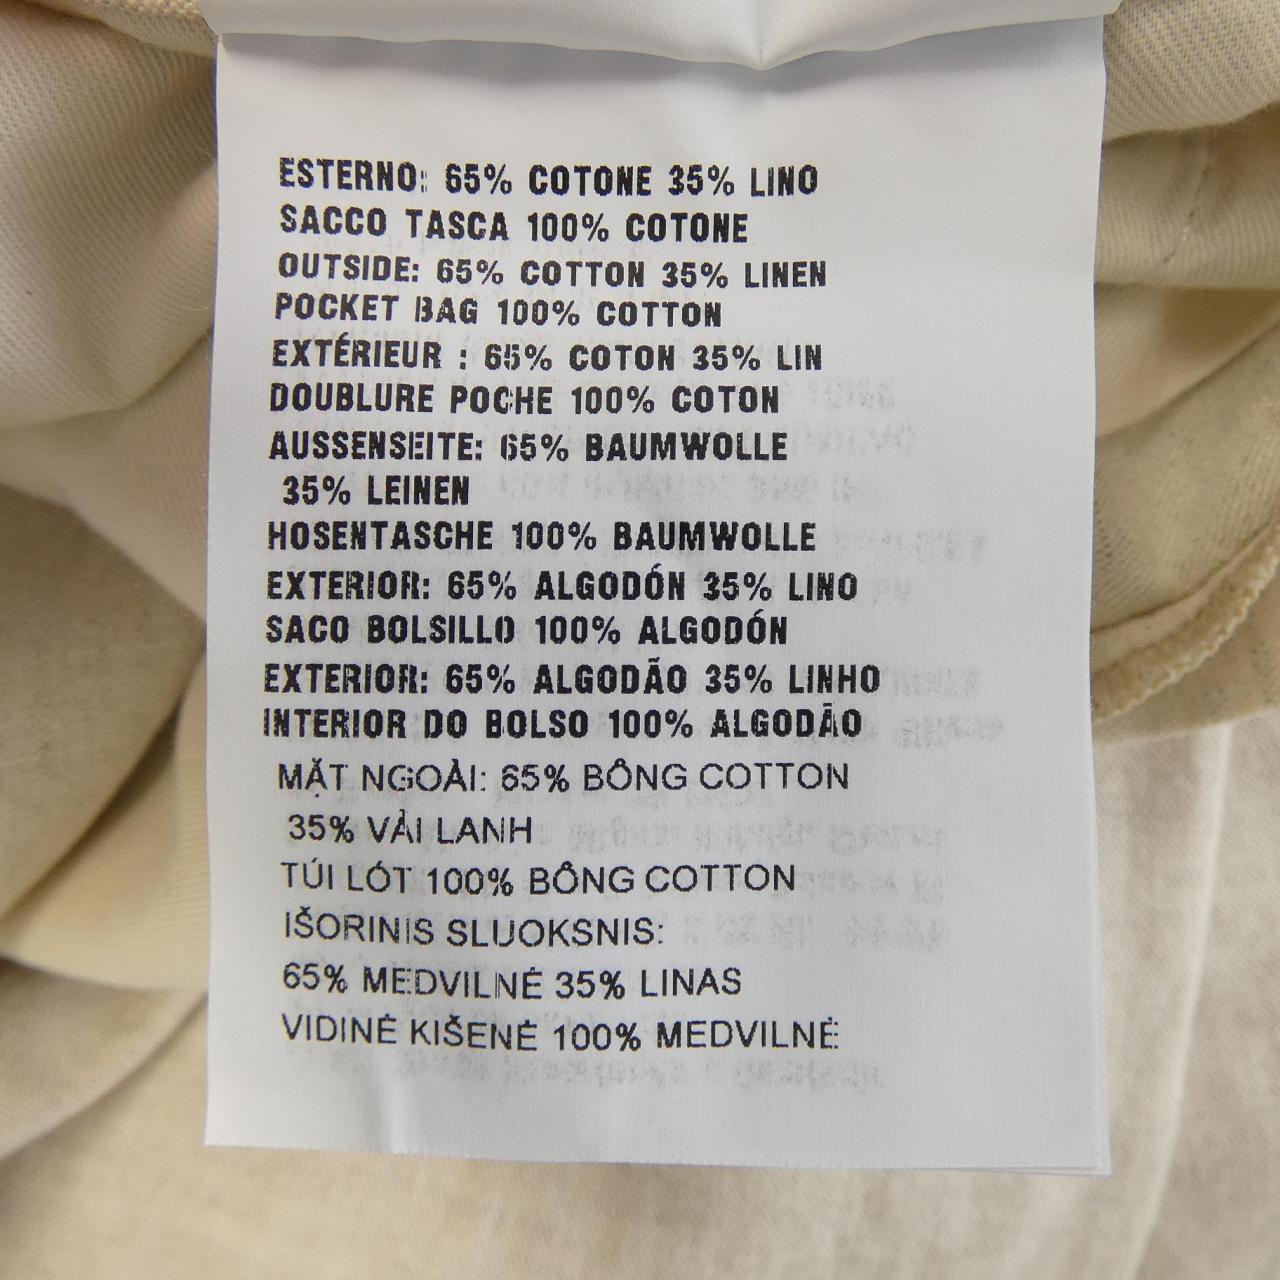 ESTERNO: 65% COTONE 35% LINO
SACCO TASCA 100% COTONE
OUTSIDE: 65% COTTON 35% LINEN
POCKET BAG 100% COTTON
EXTÉRIEUR : 65% COTON 35% LIN
DOUBLURE POCHE 100% COTON
AUSSENSEITE: 65% BAUMWOLLE
35% LEINEN
HOSENTASCHE 100% BAUMWOLLE
EXTERIOR: 65% ALGODÓN 35% LINO
SACO BOLSILLO 100% ALGODÓN
EXTERIOR: 65% ALGODÃO 35% LINHO
INTERIOR DO BOLSO 100% ALGODÃO
MẶT NGOÀI: 65% BÔNG COTTON
35% VẢI LANH
TÚI LÓT 100% BÔNG COTTON
IŠORINIS SLUOKSNIS:
65% MEDVILNĖ 35% LINAS
VIDINĖ KIŠENĖ 100% MEDVILNĖ